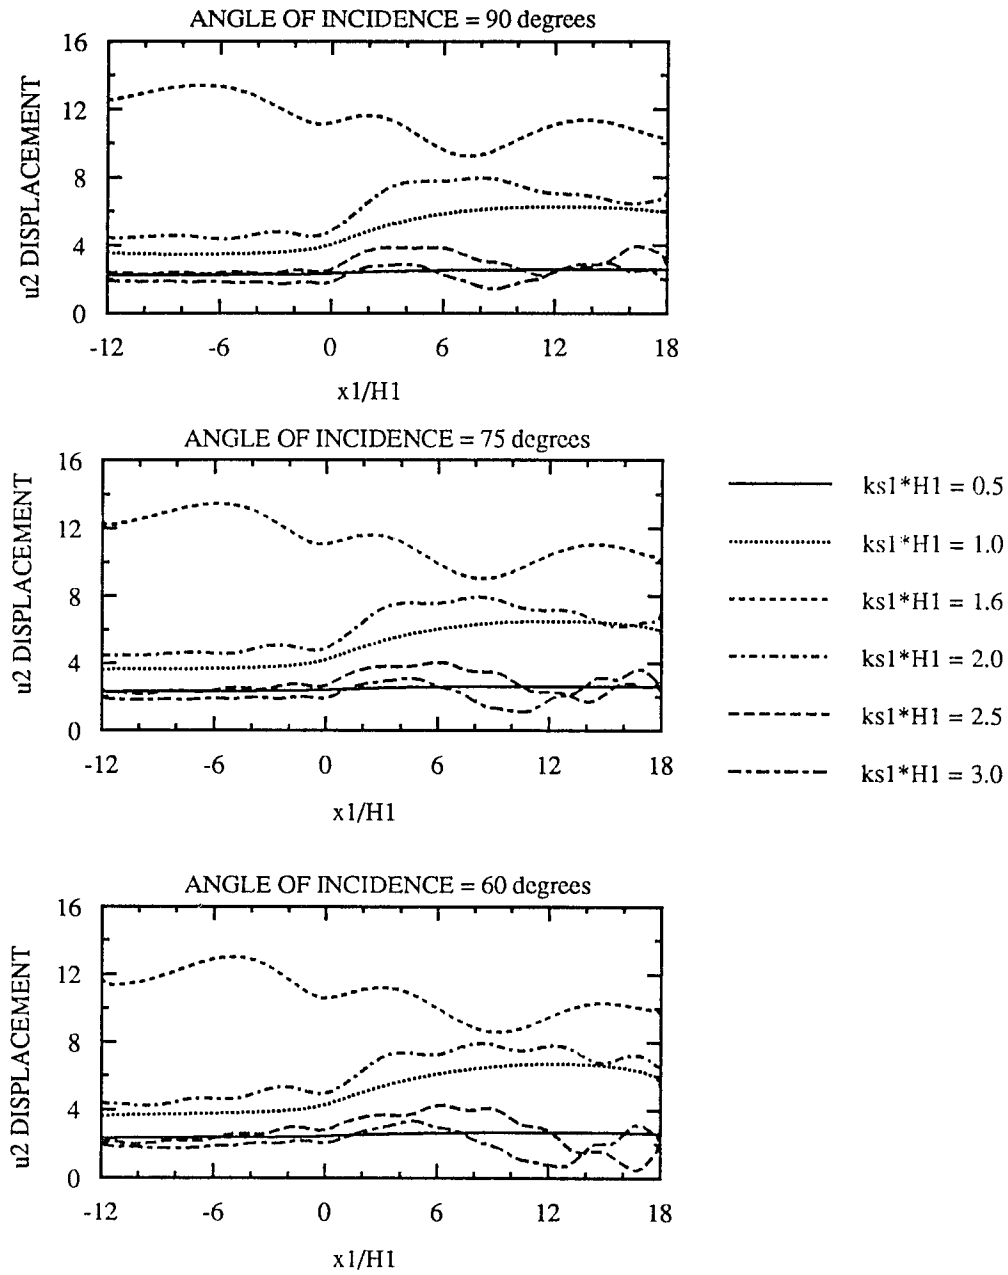 ANGLE OF INCIDENCE = 90 degrees
16
12
8
4
0
u2 DISPLACEMENT
-12 -6 0 6 12 18
x1/H1
ANGLE OF INCIDENCE = 75 degrees
16
12
8
4
0
u2 DISPLACEMENT
-12 -6 0 6 12 18
x1/H1
ks1*H1 = 0.5
ks1*H1 = 1.0
ks1*H1 = 1.6
ks1*H1 = 2.0
ks1*H1 = 2.5
ks1*H1 = 3.0
ANGLE OF INCIDENCE = 60 degrees
16
12
8
4
0
u2 DISPLACEMENT
-12 -6 0 6 12 18
x1/H1